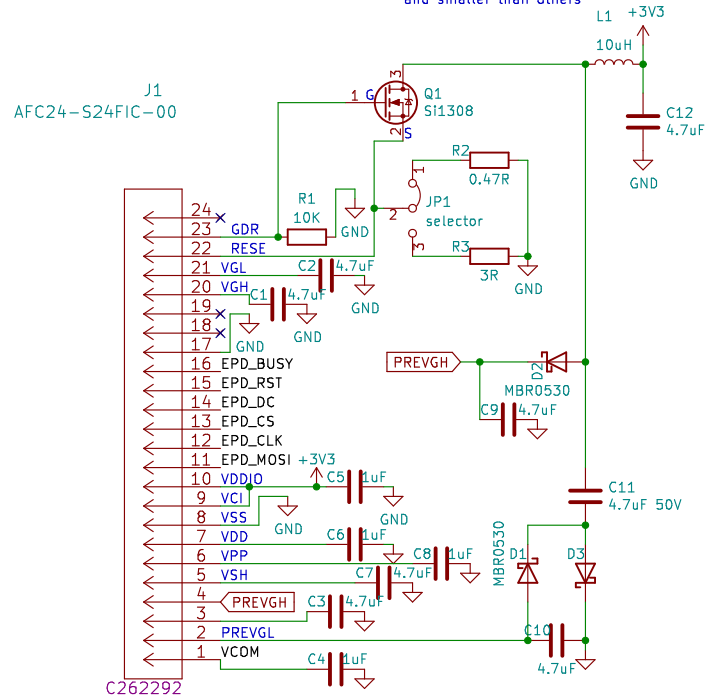 and smaller than others
L1
+3V3
10uH
J1
AFC24-S24FIC-00
3
1
G
Q1
Si1308
2
S
C12
4.7uF
GND
R2
0.47R
1
JP1
2
selector
3
R3
3R
GND
R1
10K
GND
24
23
GDR
22
RESE
21
VGL
C2
4.7uF
GND
20
VGH
C1
4.7uF
GND
19
18
17
GND
16
EPD_BUSY
15
EPD_RST
14
EPD_DC
13
EPD_CS
12
EPD_CLK
11
EPD_MOSI
10
VDDIO
+3V3
C5
1uF
GND
9
VCI
8
VSS
GND
7
VDD
C6
1uF
6
VPP
C8
1uF
5
VSH
C7
4.7uF
4
PREVGH
3
C3
4.7uF
2
PREVGL
1
VCOM
C4
1uF
C262292
PREVGH
D2
MBR0530
C9
4.7uF
C11
4.7uF 50V
MBR0530
D1
D3
C10
4.7uF